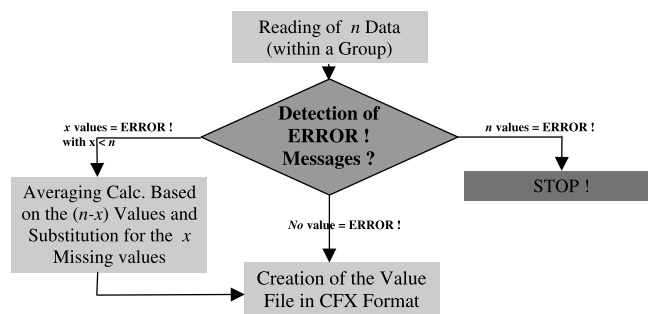 Reading of n Data
(within a Group)
Detection of
ERROR !
Messages ?
x values = ERROR !
with x < n
n values = ERROR !
Averaging Calc. Based
on the (n-x) Values and
Substitution for the x
Missing values
STOP !
No value = ERROR !
Creation of the Value
File in CFX Format